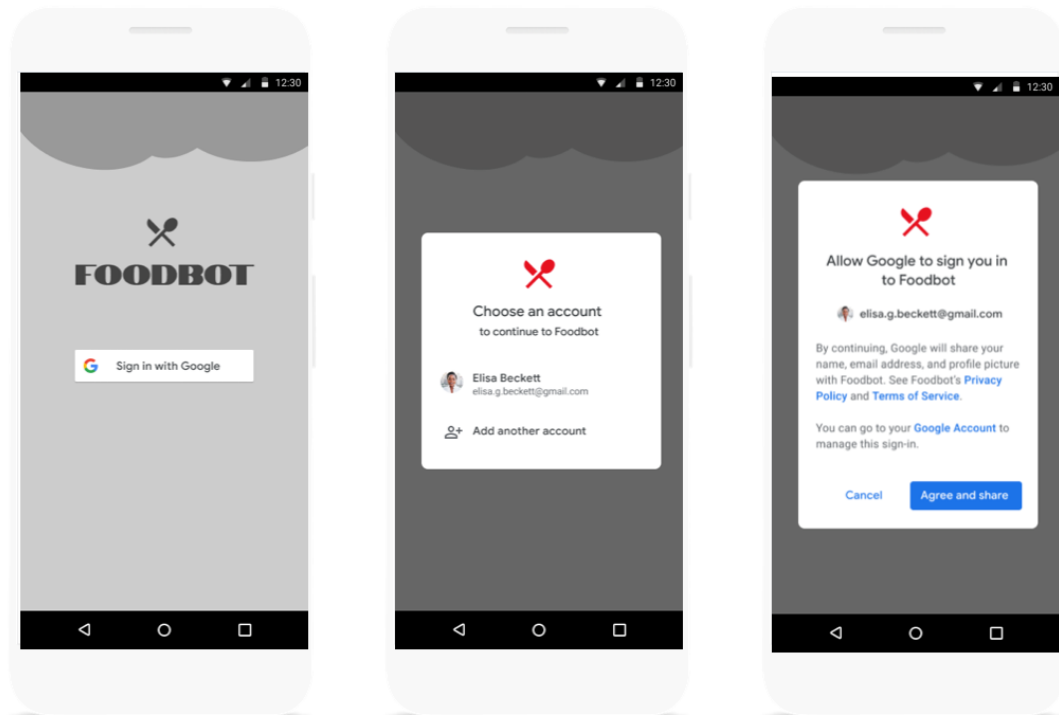 12:30
FOODBOT
Sign in with Google
12:30
Choose an account
to continue to Foodbot
Elisa Beckett
elisa.g.beckett@gmail.com
Add another account
12:30
Allow Google to sign you in
to Foodbot
elisa.g.beckett@gmail.com
By continuing, Google will share your
name, email address, and profile picture
with Foodbot. See Foodbot's Privacy
Policy and Terms of Service.
You can go to your Google Account to
manage this sign-in.
Cancel
Agree and share